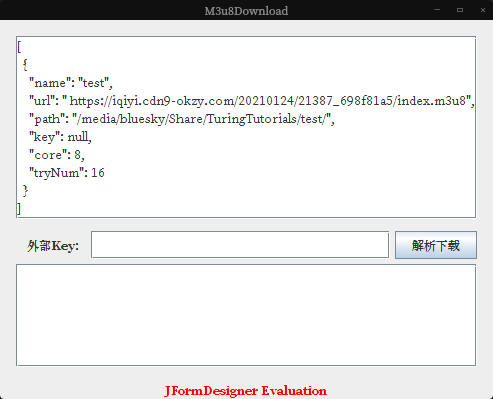 M3u8Download
[
{
"name": "test",
"url": " https://iqiyi.cdn9-okzy.com/20210124/21387_698f81a5/index.m3u8",
"path": "/media/bluesky/Share/TuringTutorials/test/",
"key": null,
"core": 8,
"tryNum": 16
}
]
外部Key: 解析下载
JFormDesigner Evaluation